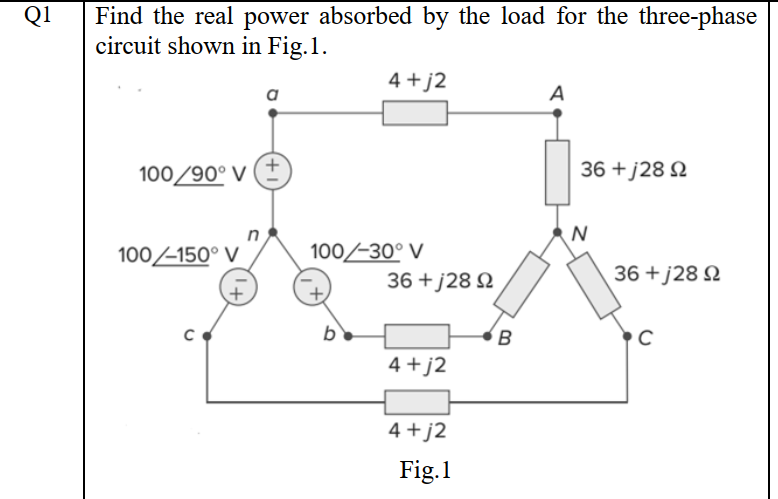 Q1 Find the real power absorbed by the load for the three-phase
circuit shown in Fig.1.
4 + j2
a A
100/90° V + − 36 + j28 Ω
n N
100/–150° V 100/–30° V
36 + j28 Ω 36 + j28 Ω
− + − +
c b B C
4 + j2
4 + j2
Fig.1